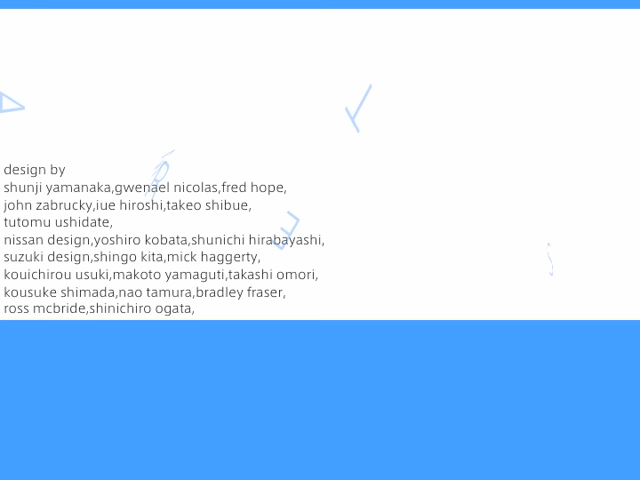 design by
shunji yamanaka,gwenael nicolas,fred hope,
john zabrucky,iue hiroshi,takeo shibue,
tutomu ushidate,
nissan design,yoshiro kobata,shunichi hirabayashi,
suzuki design,shingo kita,mick haggerty,
kouichirou usuki,makoto yamaguti,takashi omori,
kousuke shimada,nao tamura,bradley fraser,
ross mcbride,shinichiro ogata,